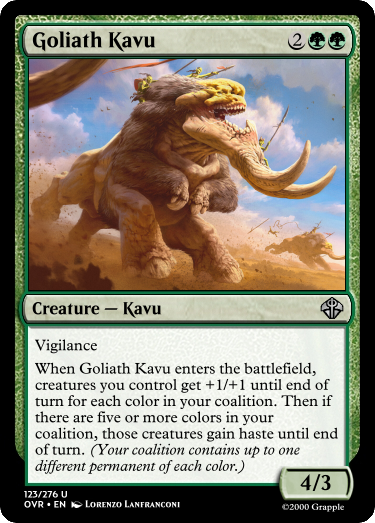 Goliath Kavu 2
Creature — Kavu
Vigilance
When Goliath Kavu enters the battlefield,
creatures you control get +1/+1 until end of
turn for each color in your coalition. Then if
there are five or more colors in your
coalition, those creatures gain haste until end
of turn. (Your coalition contains up to one
different permanent of each color.)
4/3
123/276 U
OVR • EN Lorenzo Lanfranconi
©2000 Grapple